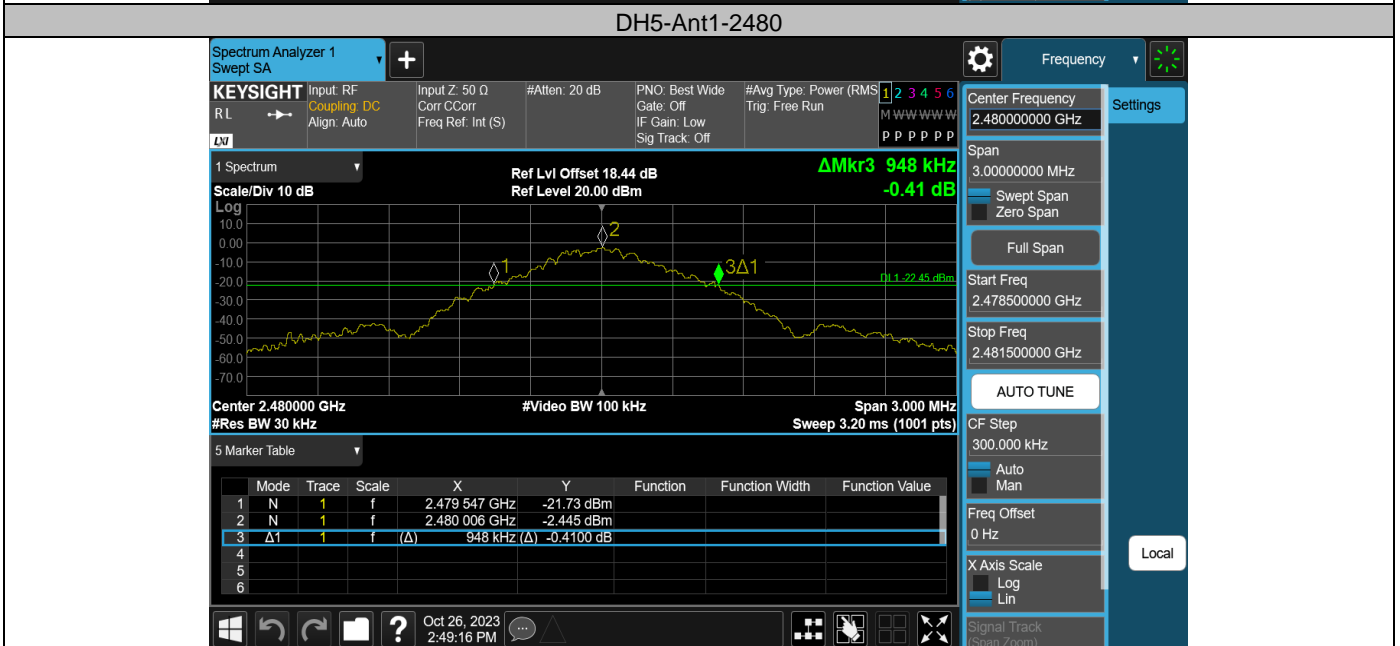 DH5-Ant1-2480
Spectrum Analyzer 1
Swept SA
Frequency
KEYSIGHT
RL
LXI
Input: RF
Coupling: DC
Align: Auto
Input Z: 50 Ω
Corr CCorr
Freq Ref: Int (S)
#Atten: 20 dB
PNO: Best Wide
Gate: Off
IF Gain: Low
Sig Track: Off
#Avg Type: Power (RMS
Trig: Free Run
1 2 3 4 5 6
M W W W W W
P P P P P P
Center Frequency
2.480000000 GHz
Settings
Span
3.00000000 MHz
Swept Span
Zero Span
Full Span
Start Freq
2.478500000 GHz
Stop Freq
2.481500000 GHz
AUTO TUNE
CF Step
300.000 kHz
Auto
Man
Freq Offset
0 Hz
X Axis Scale
Log
Lin
Signal Track
(Span Zoom)
Local
1 Spectrum
Scale/Div 10 dB
Ref Lvl Offset 18.44 dB
Ref Level 20.00 dBm
ΔMkr3 948 kHz
-0.41 dB
Log
10.0
0.00
-10.0
-20.0
-30.0
-40.0
-50.0
-60.0
-70.0
1
2
3Δ1
DL1 -22.45 dBm
Center 2.480000 GHz
#Video BW 100 kHz
Span 3.000 MHz
#Res BW 30 kHz
Sweep 3.20 ms (1001 pts)
5 Marker Table
Mode Trace Scale X Y Function Function Width Function Value
1 N 1 f 2.479 547 GHz -21.73 dBm
2 N 1 f 2.480 006 GHz -2.445 dBm
3 Δ1 1 f (Δ) 948 kHz (Δ) -0.4100 dB
4
5
6
?
Oct 26, 2023
2:49:16 PM